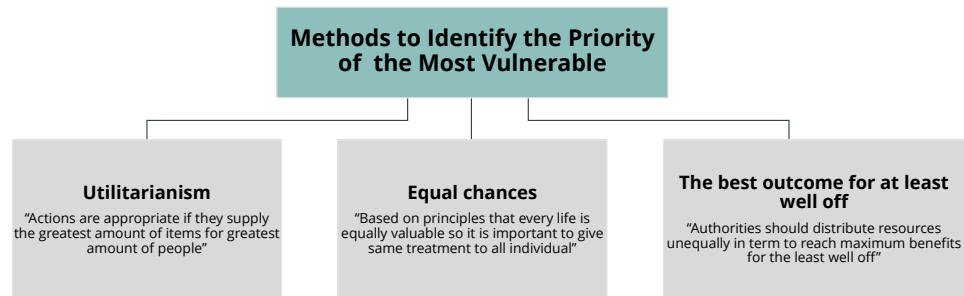 Methods to Identify the Priority
of the Most Vulnerable
Utilitarianism
“Actions are appropriate if they supply
the greatest amount of items for greatest
amount of people”
Equal chances
“Based on principles that every life is
equally valuable so it is important to give
same treatment to all individual”
The best outcome for at least
well off
“Authorities should distribute resources
unequally in term to reach maximum benefits
for the least well off”